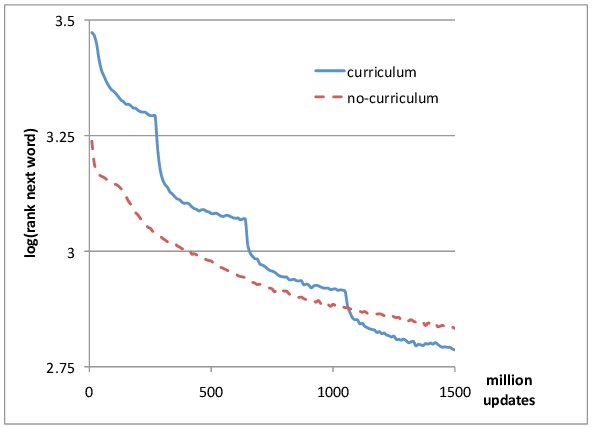 3.5
curriculum
no-curriculum
3.25
log(rank next word)
3
2.75
0
500
1000
1500
million
updates